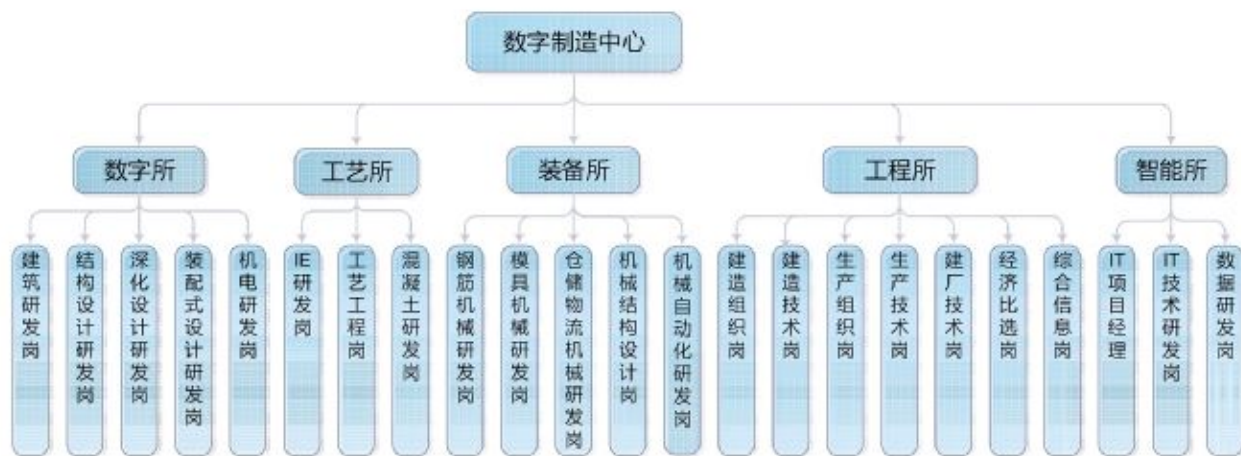 数字制造中心
数字所
工艺所
装备所
工程所
智能所
建筑研发岗
结构设计研发岗
深化设计研发岗
装配式设计研发岗
机电研发岗
IE研发岗
工艺工程岗
混凝土研发岗
钢筋机械研发岗
模具机械研发岗
仓储物流机械研发岗
机械结构设计岗
机械自动化研发岗
建造组织岗
建造技术岗
生产组织岗
生产技术岗
建厂技术岗
经济比选岗
综合信息岗
IT项目经理
IT技术研发岗
数据研发岗